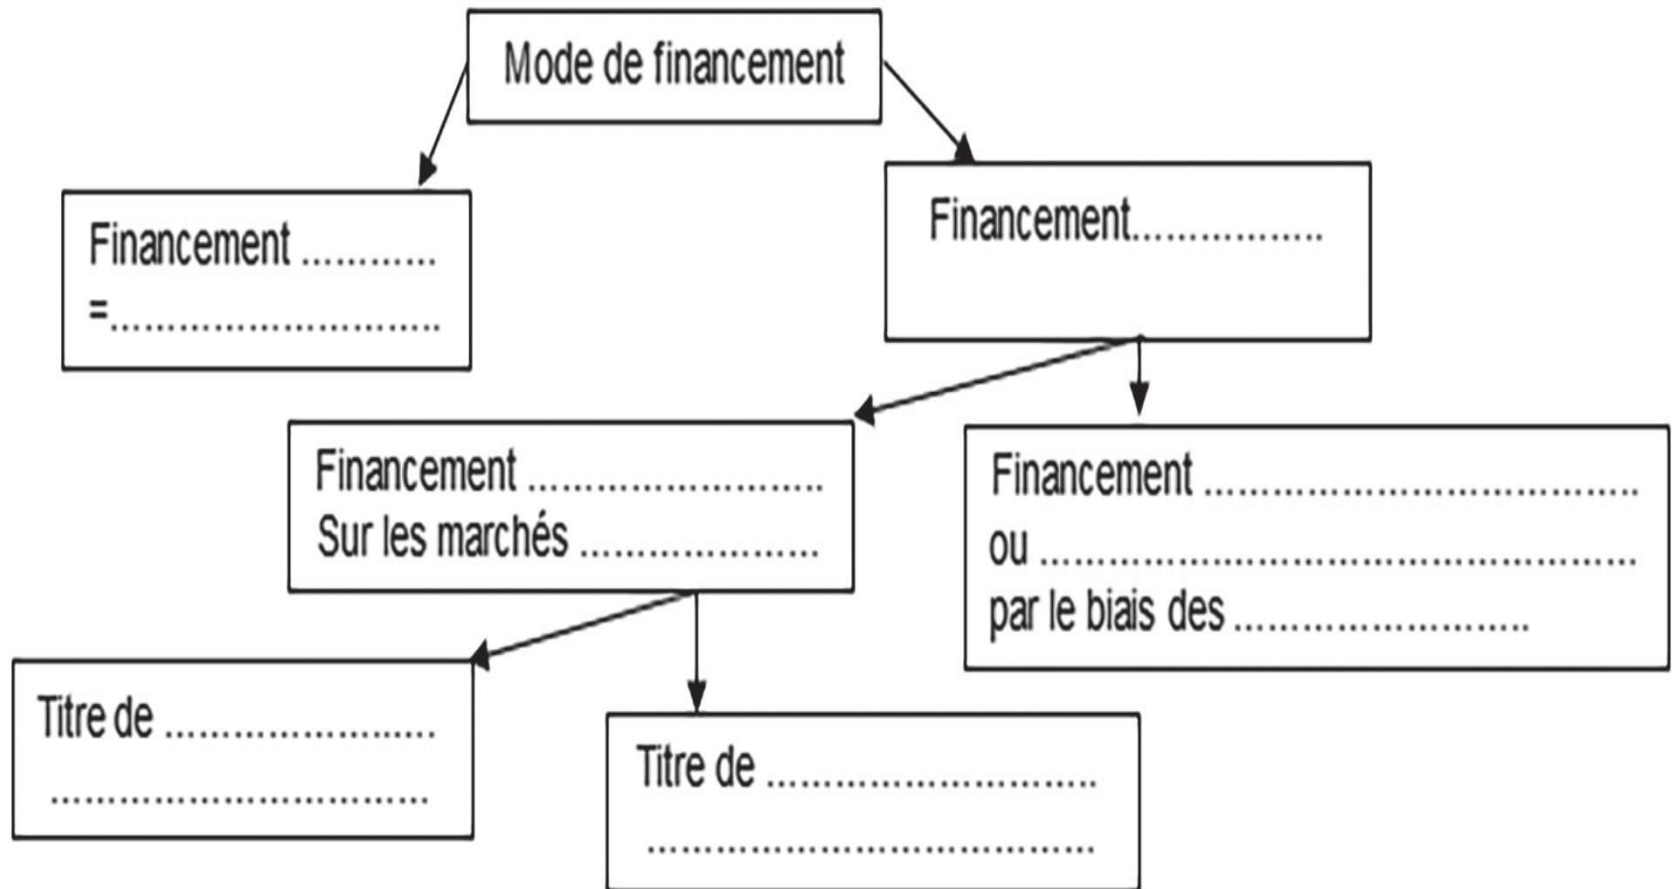 Mode de financement
Financement …………
=………………………..
Financement……………..
Financement ……………………..
Sur les marchés …………………
Financement ………………………………..
ou ……………………………………………
par le biais des ……………………..
Titre de ……………………
……………………………
Titre de ………………………..
…………………………………